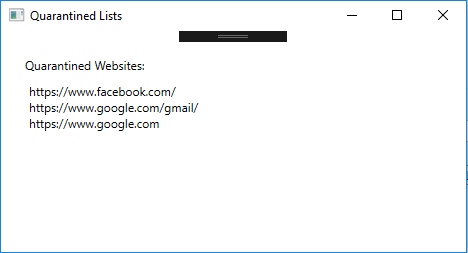 Quarantined Lists
Quarantined Websites:
https://www.facebook.com/
https://www.google.com/gmail/
https://www.google.com